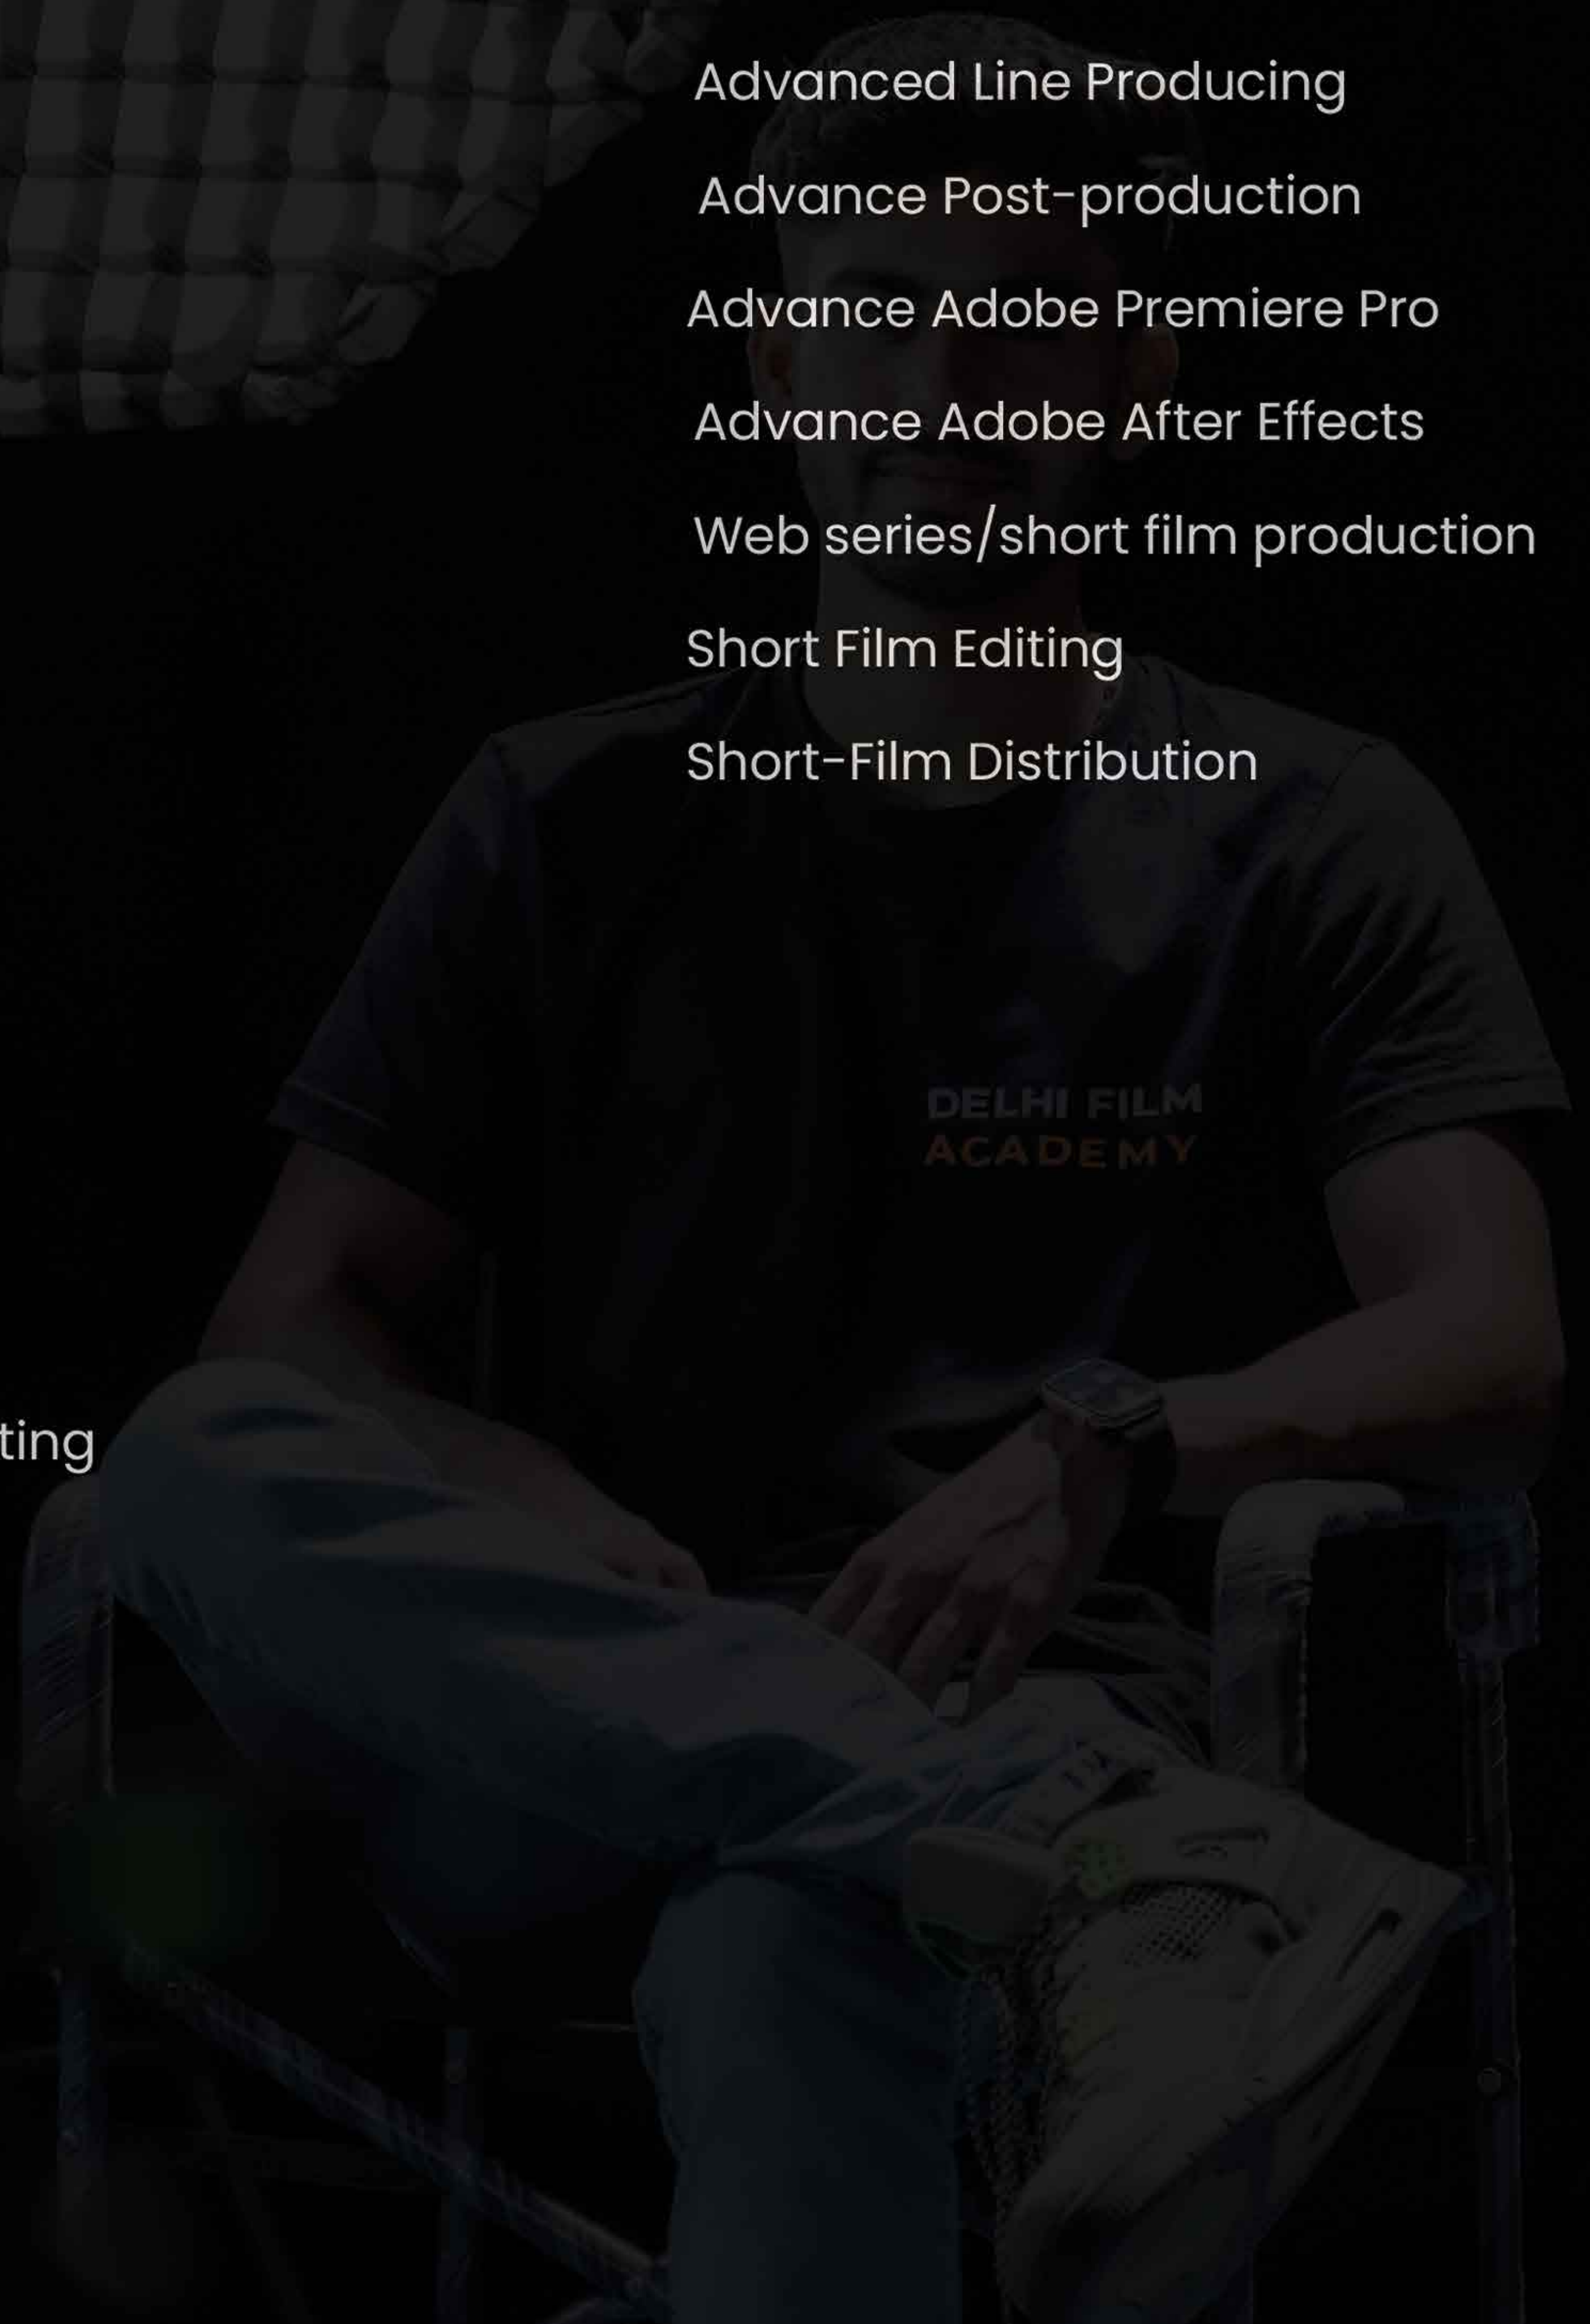 Advanced Line Producing
Advance Post-production
Advance Adobe Premiere Pro
Advance Adobe After Effects
Web series/short film production
Short Film Editing
Short-Film Distribution
DELHI FILM
ACADEMY
ting